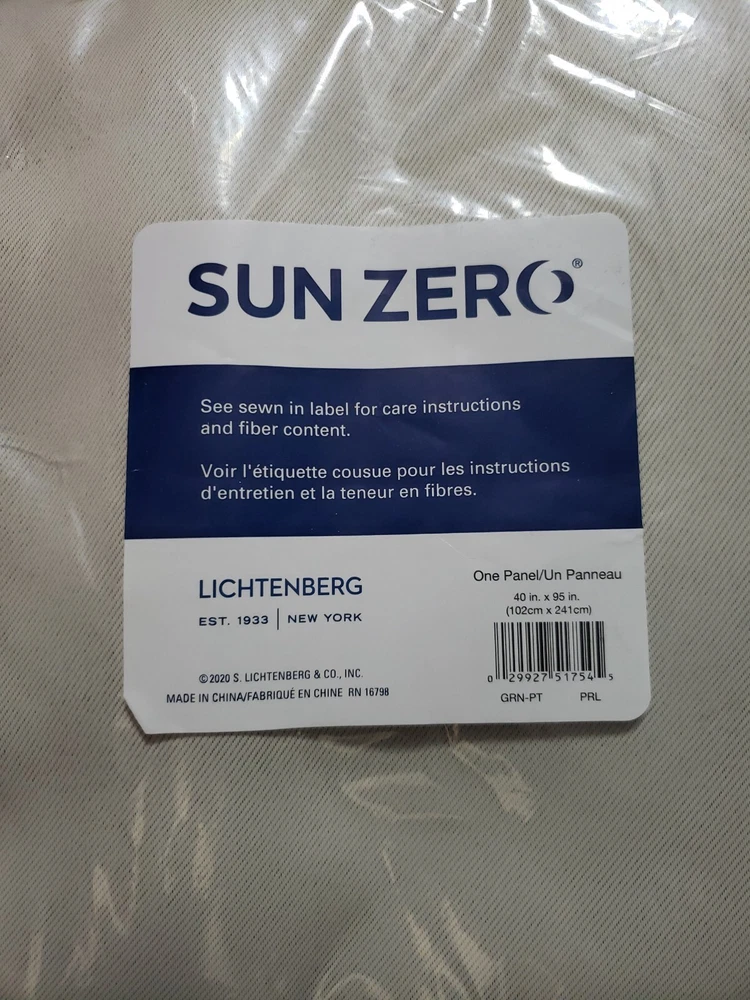 SUN ZERO®
See sewn in label for care instructions
and fiber content.
Voir l'étiquette cousue pour les instructions
d'entretien et la teneur en fibres.
LICHTENBERG
EST. 1933 | NEW YORK
©2020 S. LICHTENBERG & CO., INC.
MADE IN CHINA/FABRIQUÉ EN CHINE RN 16798
One Panel/Un Panneau
40 in. x 95 in.
(102cm x 241cm)
0 29927 51754 5
GRN-PT PRL